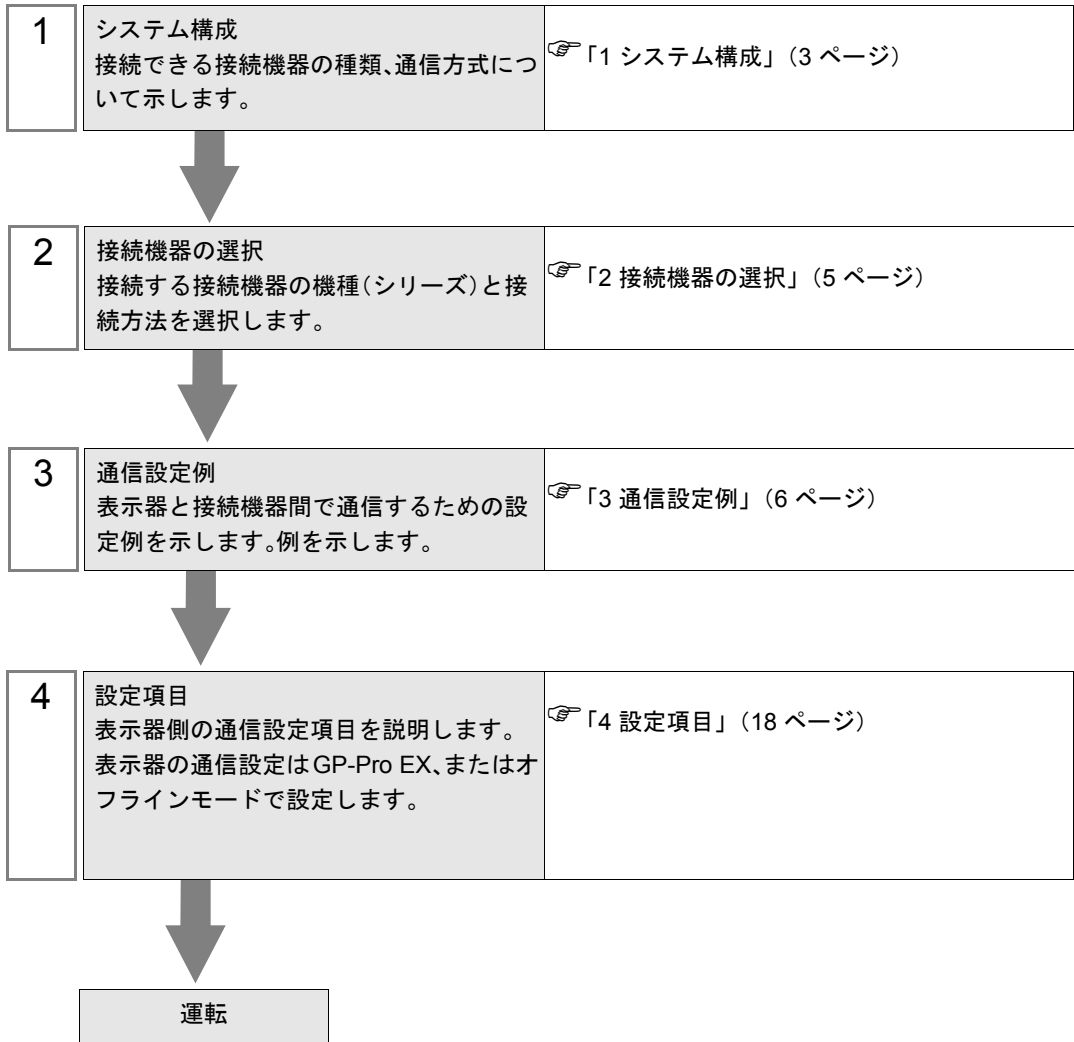 1
システム構成
接続できる接続機器の種類、通信方式につ
いて示します。
☞「1 システム構成」（3 ページ）
2
接続機器の選択
接続する接続機器の機種（シリーズ）と接
続方法を選択します。
☞「2 接続機器の選択」（5 ページ）
3
通信設定例
表示器と接続機器間で通信するための設
定例を示します。例を示します。
☞「3 通信設定例」（6 ページ）
4
設定項目
表示器側の通信設定項目を説明します。
表示器の通信設定はGP-Pro EX、またはオ
フラインモードで設定します。
☞「4 設定項目」（18 ページ）
運転